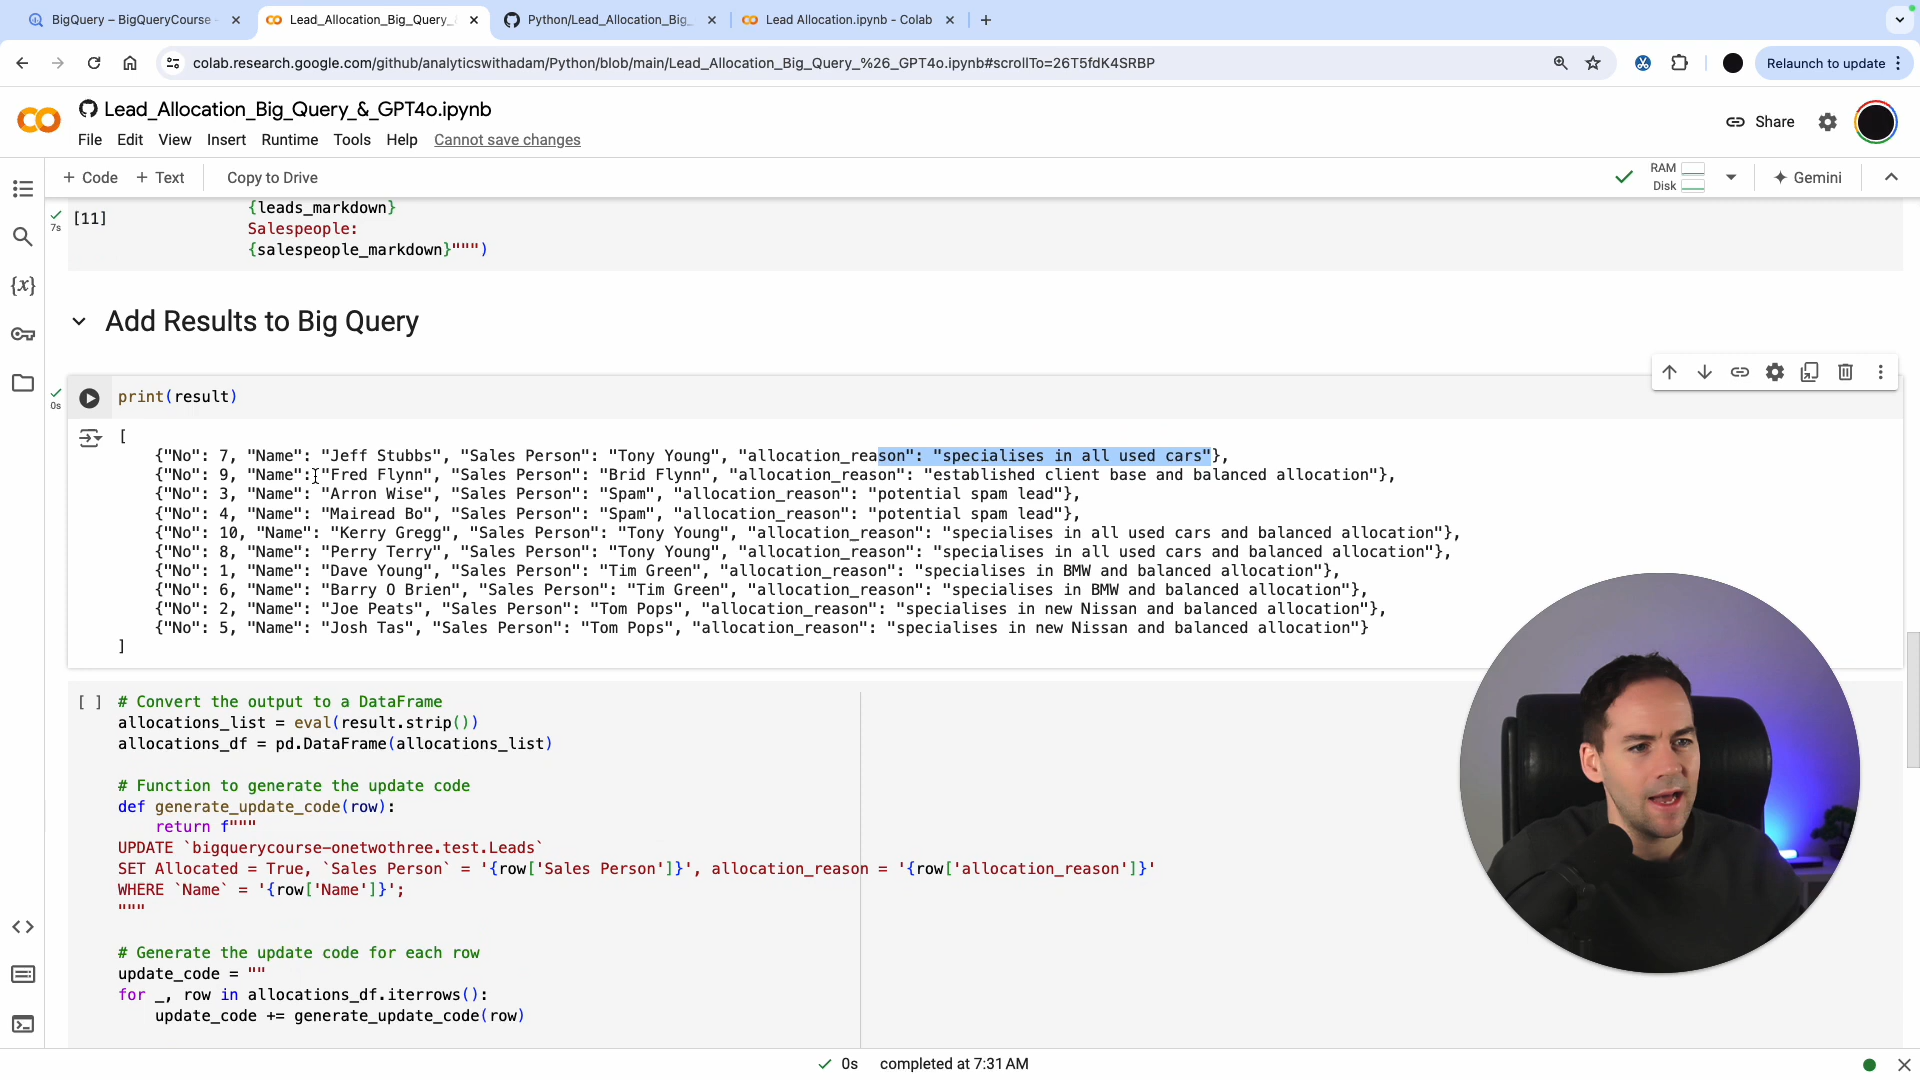 BigQuery – BigQueryCourse
Lead_Allocation_Big_Query_
Python/Lead_Allocation_Big_
Lead Allocation.ipynb - Colab
colab.research.google.com/github/analyticswithadam/Python/blob/main/Lead_Allocation_Big_Query_%26_GPT4o.ipynb#scrollTo=26T5fdK4SRBP
Relaunch to update
Lead_Allocation_Big_Query_&_GPT4o.ipynb
File Edit View Insert Runtime Tools Help Cannot save changes
Share
+ Code + Text Copy to Drive
RAM
Disk
Gemini
[11]
7s
{leads_markdown}
Salespeople:
{salespeople_markdown}""")
Add Results to Big Query
0s
print(result)
[
{"No": 7, "Name": "Jeff Stubbs", "Sales Person": "Tony Young", "allocation_reason": "specialises in all used cars"},
{"No": 9, "Name": "Fred Flynn", "Sales Person": "Brid Flynn", "allocation_reason": "established client base and balanced allocation"},
{"No": 3, "Name": "Arron Wise", "Sales Person": "Spam", "allocation_reason": "potential spam lead"},
{"No": 4, "Name": "Mairead Bo", "Sales Person": "Spam", "allocation_reason": "potential spam lead"},
{"No": 10, "Name": "Kerry Gregg", "Sales Person": "Tony Young", "allocation_reason": "specialises in all used cars and balanced allocation"},
{"No": 8, "Name": "Perry Terry", "Sales Person": "Tony Young", "allocation_reason": "specialises in all used cars and balanced allocation"},
{"No": 1, "Name": "Dave Young", "Sales Person": "Tim Green", "allocation_reason": "specialises in BMW and balanced allocation"},
{"No": 6, "Name": "Barry O Brien", "Sales Person": "Tim Green", "allocation_reason": "specialises in BMW and balanced allocation"},
{"No": 2, "Name": "Joe Peats", "Sales Person": "Tom Pops", "allocation_reason": "specialises in new Nissan and balanced allocation"},
{"No": 5, "Name": "Josh Tas", "Sales Person": "Tom Pops", "allocation_reason": "specialises in new Nissan and balanced allocation"}
]
[ ]
# Convert the output to a DataFrame
allocations_list = eval(result.strip())
allocations_df = pd.DataFrame(allocations_list)
# Function to generate the update code
def generate_update_code(row):
return f"""
UPDATE `bigquerycourse-onetwothree.test.Leads`
SET Allocated = True, `Sales Person` = '{row['Sales Person']}', allocation_reason = '{row['allocation_reason']}'
WHERE `Name` = '{row['Name']}';
"""
# Generate the update code for each row
update_code = ""
for _, row in allocations_df.iterrows():
update_code += generate_update_code(row)
0s completed at 7:31 AM